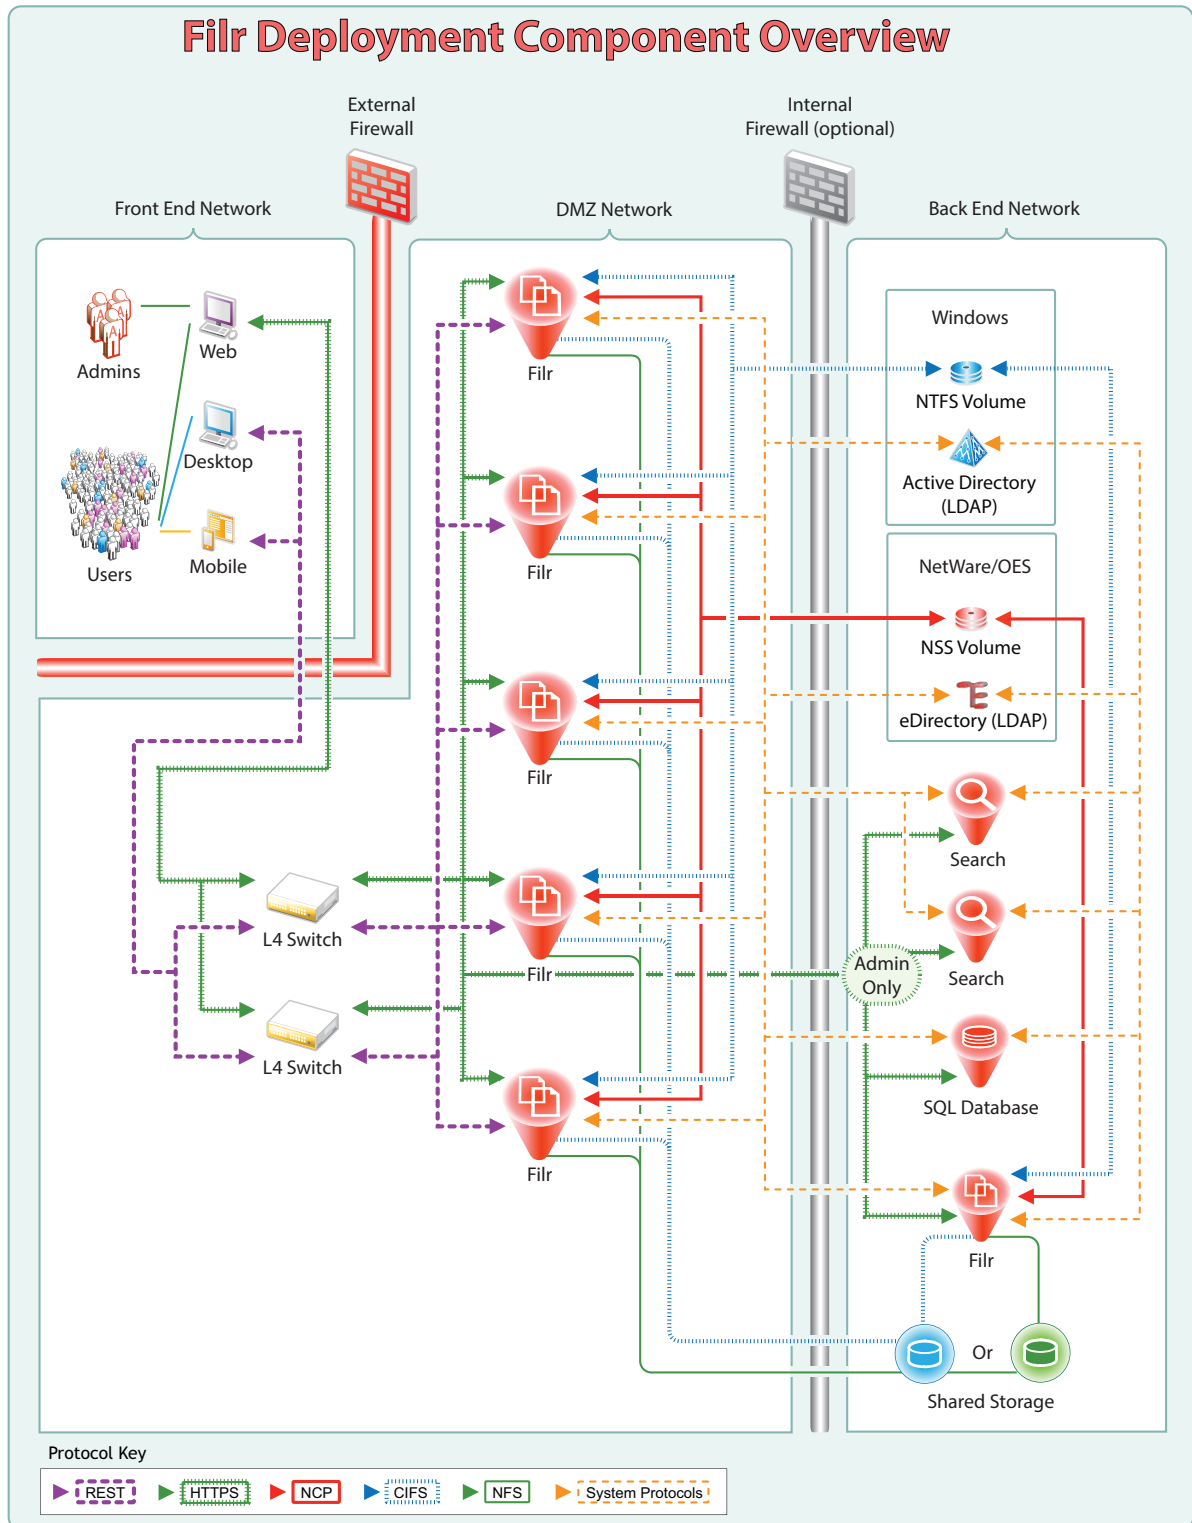 Filr Deployment Component Overview
External
Firewall
Internal
Firewall (optional)
Front End Network
DMZ Network
Back End Network
Admins
Web
Desktop
Users
Mobile
Filr
Filr
Filr
Filr
Filr
Windows
NTFS Volume
Active Directory
(LDAP)
NetWare/OES
NSS Volume
eDirectory (LDAP)
Search
Search
Admin
Only
L4 Switch
L4 Switch
SQL Database
Filr
Or
Shared Storage
Protocol Key
REST
HTTPS
NCP
CIFS
NFS
System Protocols